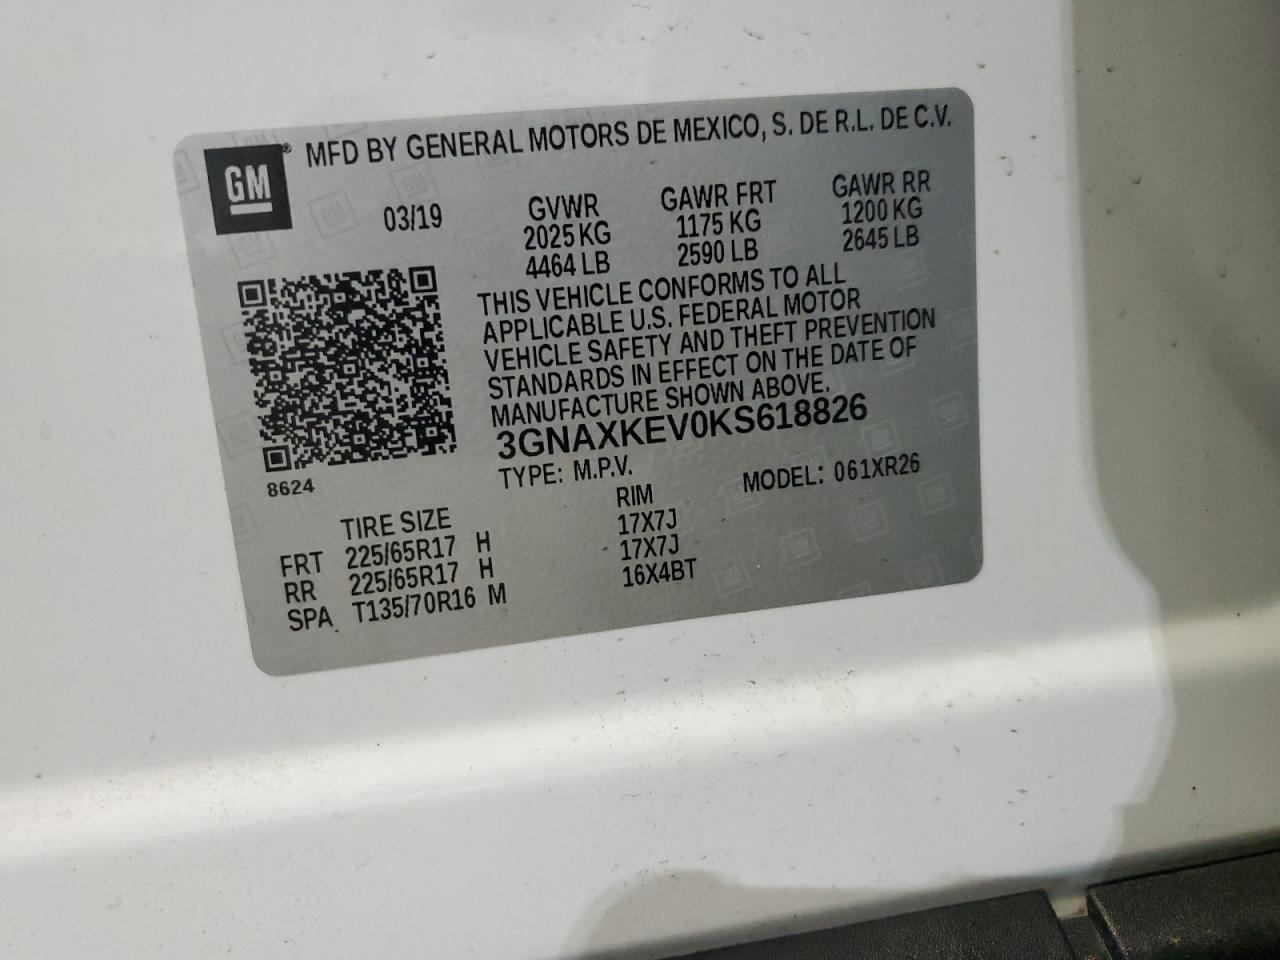 GM® MFD BY GENERAL MOTORS DE MEXICO, S. DE R.L. DE C.V.
03/19 GVWR GAWR FRT GAWR RR
2025 KG 1175 KG 1200 KG
4464 LB 2590 LB 2645 LB
THIS VEHICLE CONFORMS TO ALL
APPLICABLE U.S. FEDERAL MOTOR
VEHICLE SAFETY AND THEFT PREVENTION
STANDARDS IN EFFECT ON THE DATE OF
MANUFACTURE SHOWN ABOVE.
3GNAXKEV0KS618826
8624 TYPE: M.P.V. MODEL: 061XR26
TIRE SIZE RIM
FRT 225/65R17 H 17X7J
RR 225/65R17 H 17X7J
SPA T135/70R16 M 16X4BT